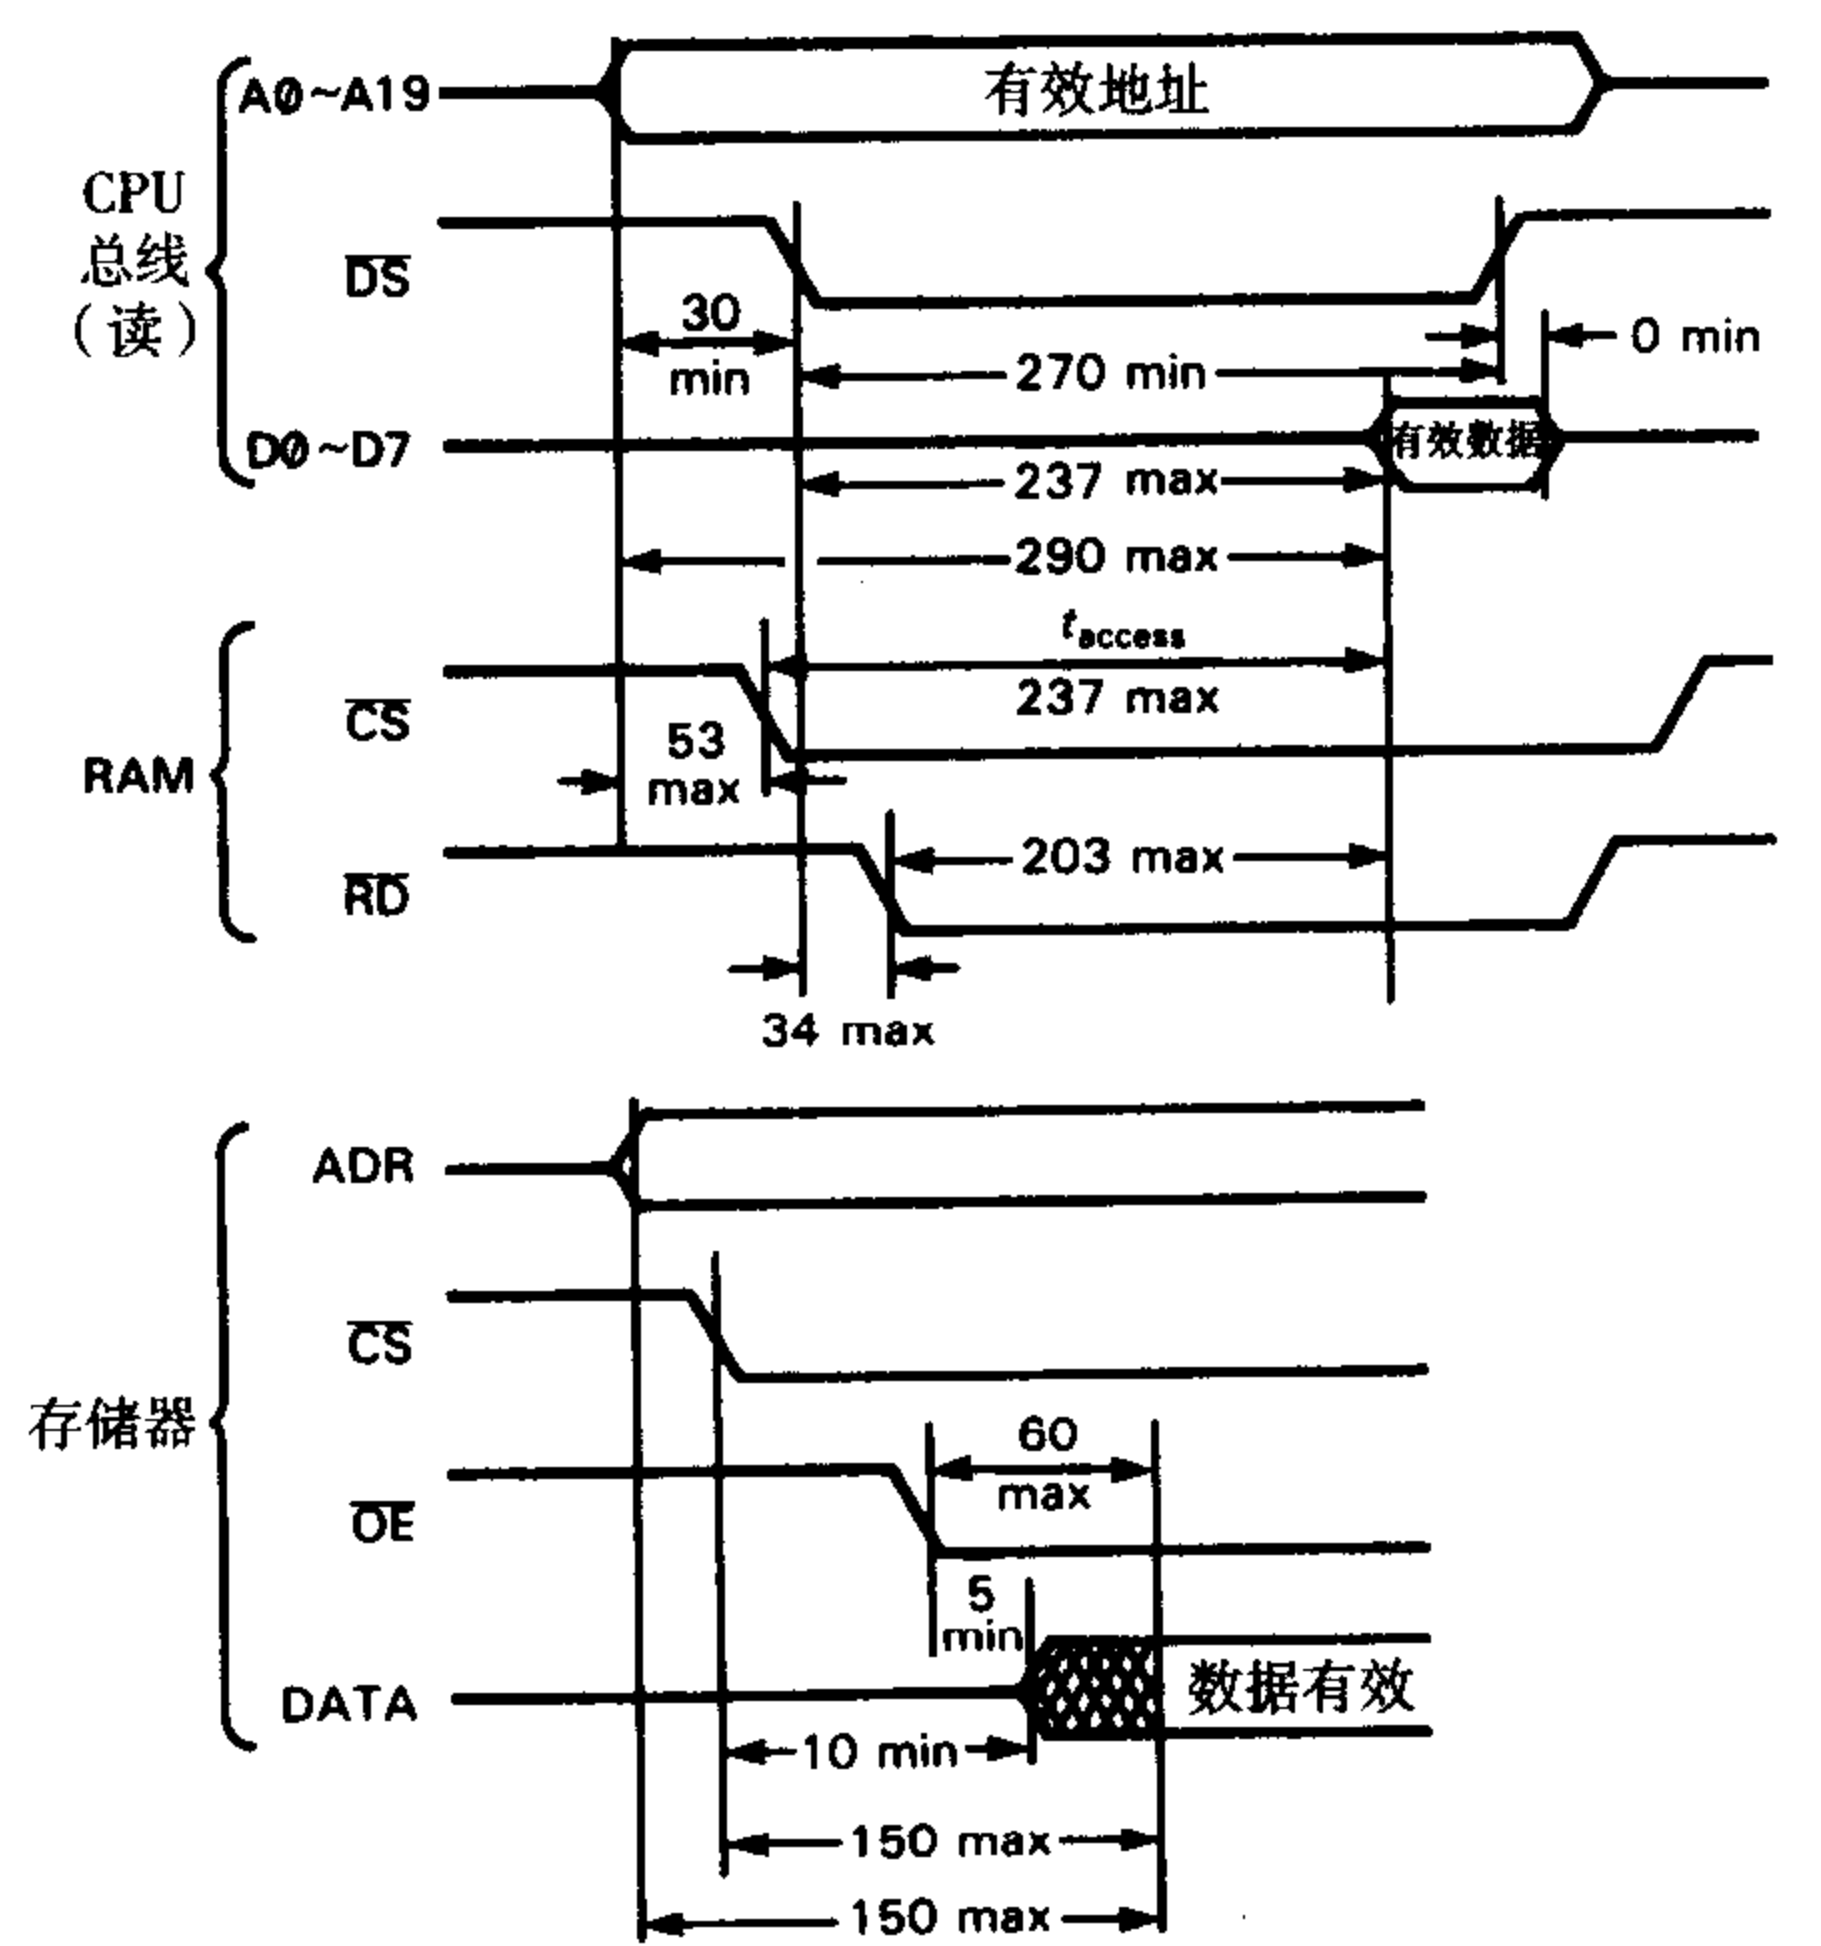 A0~A19
有效地址
CPU
总线
(读)
DS
30
min
270 min
0 min
D0~D7
有效数据
237 max
290 max
taccess
237 max
RAM
CS
53
max
RD
203 max
34 max
ADR
CS
存储器
OE
60
max
5
min
DATA
数据有效
10 min
150 max
150 max